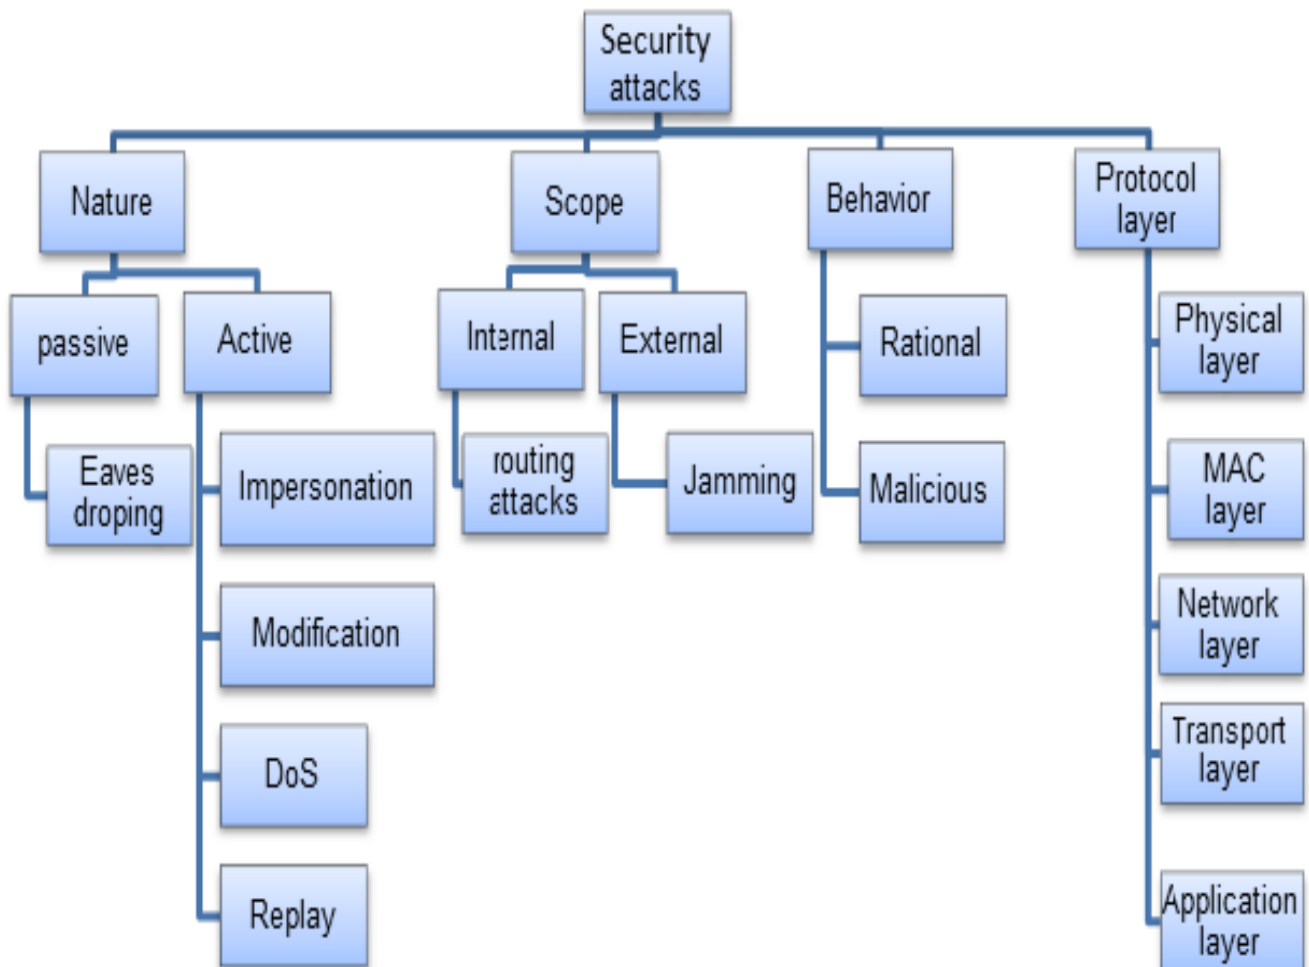 Security
attacks
Nature
Scope
Behavior
Protocol
layer
passive
Active
Internal
External
Rational
Physical
layer
Eaves
droping
Impersonation
routing
attacks
Jamming
Malicious
MAC
layer
Modification
Network
layer
DoS
Transport
layer
Replay
Application
layer